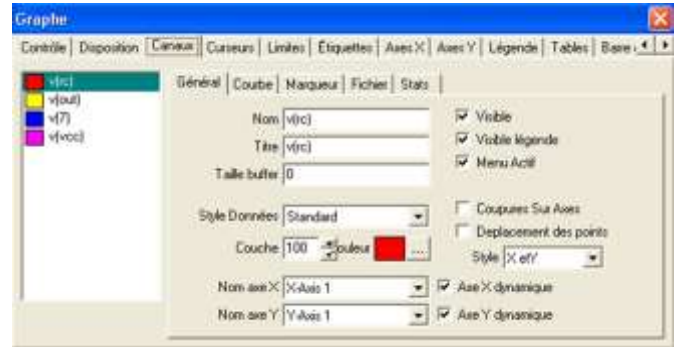 Graphe
Contrôle Disposition Canaux Curseurs Limites Étiquettes Axes X Axes Y Légende Tables Barre
v(rc)
v(out)
v(7)
v(vcc)
Général Courbe Marqueur Fichier Stats
Nom v(rc)
Visible
Titre v(rc)
Visible légende
Taille buffer 0
Menu Actif
Style Données Standard
Coupures Sur Axes
Deplacement des points
Couche 100 Couleur ...
Style X etY
Nom axe X X-Axis 1
Axe X dynamique
Nom axe Y Y-Axis 1
Axe Y dynamique